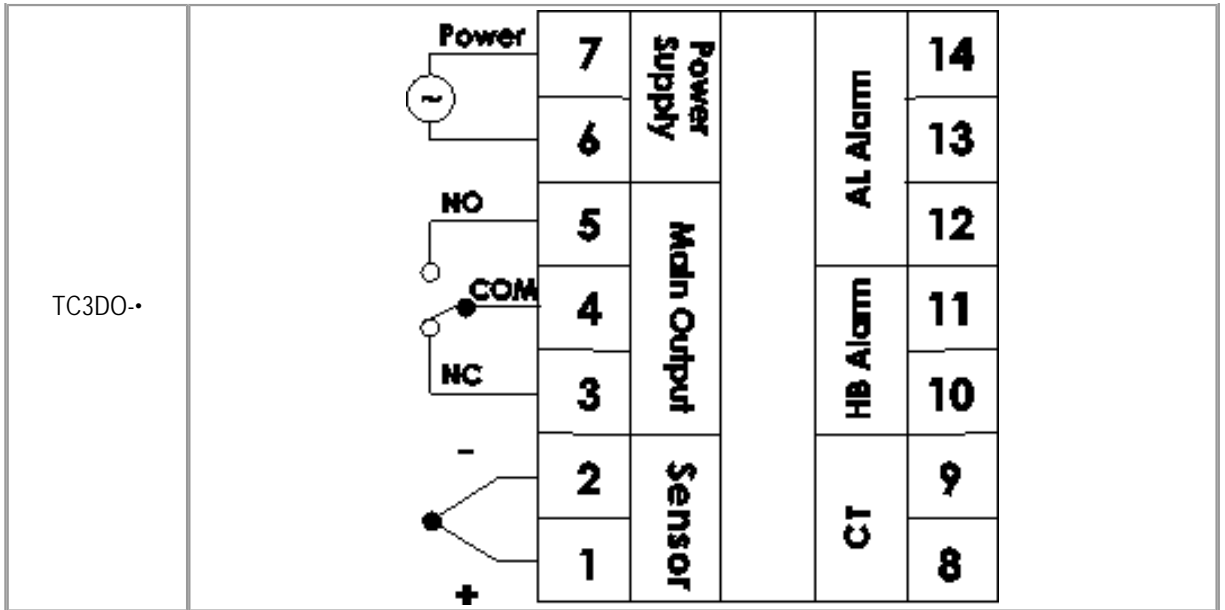 TC3DO-•
Power
~
7
Power
Supply
14
6
13
AL Alarm
NO
5
Main Output
12
COM
4
11
HB Alarm
NC
3
10
-
2
Sensor
9
CT
1
8
+